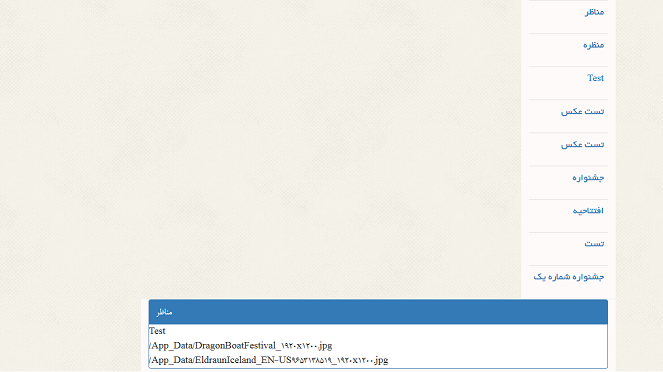 مناظر
منظره
Test
تست عکس
تست عکس
جشنواره
افتتاحیه
تست
جشنواره شماره یک
مناظر
Test
/App_Data/DragonBoatFestival_۱۹۲۰x۱۲۰۰.jpg
/App_Data/EldraunIceland_EN-US۹۶۵۳۱۳۸۵۱۹_۱۹۲۰x۱۲۰۰.jpg